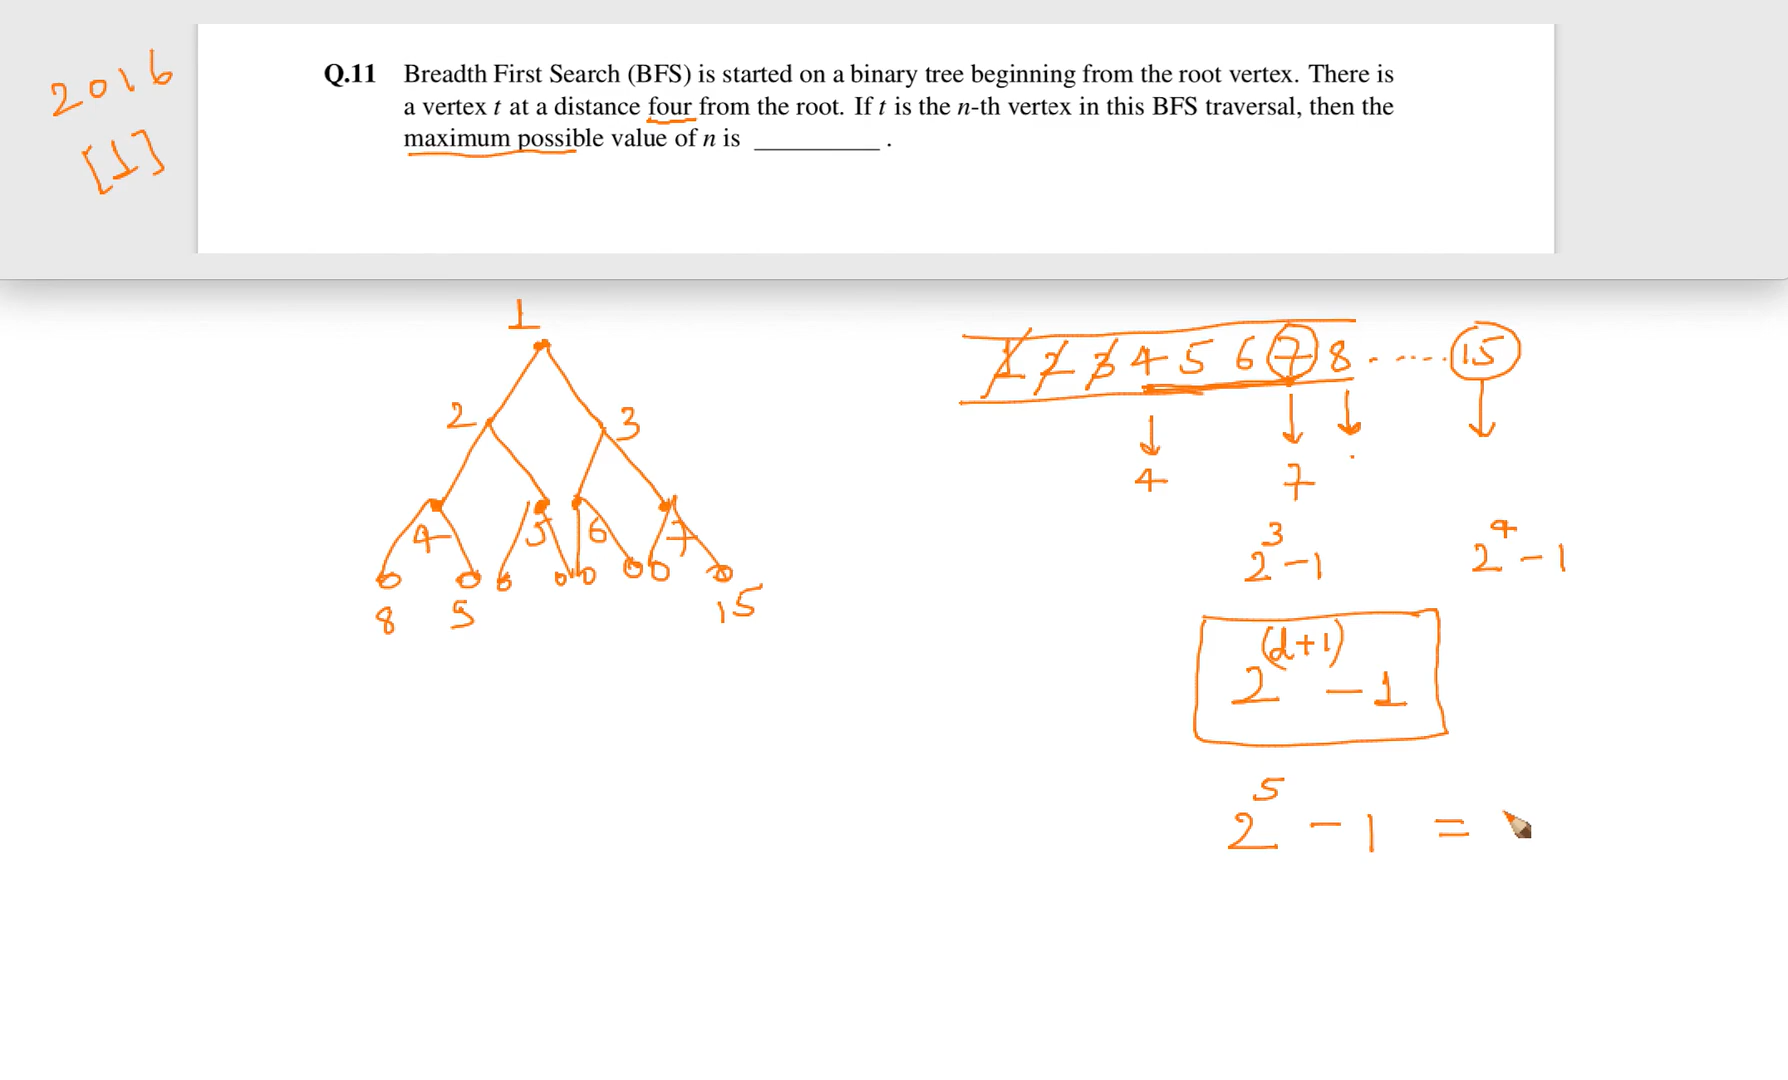 2016
[1]
Q.11 Breadth First Search (BFS) is started on a binary tree beginning from the root vertex. There is
a vertex t at a distance four from the root. If t is the n-th vertex in this BFS traversal, then the
maximum possible value of n is __________ .
1
2 3
4 5 6 7
8 5 15
1 2 3 4 5 6 7 8 ...... 15
4 7
2^3 - 1 2^4 - 1
2^(d+1) - 1
2^5 - 1 =